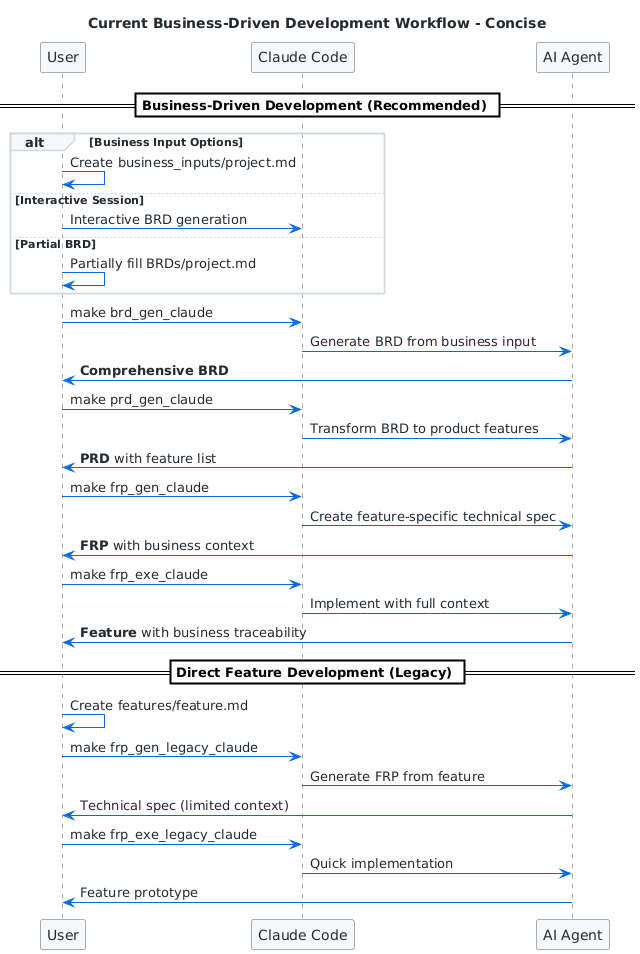 Current Business-Driven Development Workflow - Concise
User Claude Code AI Agent
Business-Driven Development (Recommended)
alt [Business Input Options]
Create business_inputs/project.md
[Interactive Session]
Interactive BRD generation
[Partial BRD]
Partially fill BRDs/project.md
make brd_gen_claude
Generate BRD from business input
Comprehensive BRD
make prd_gen_claude
Transform BRD to product features
PRD with feature list
make frp_gen_claude
Create feature-specific technical spec
FRP with business context
make frp_exe_claude
Implement with full context
Feature with business traceability
Direct Feature Development (Legacy)
Create features/feature.md
make frp_gen_legacy_claude
Generate FRP from feature
Technical spec (limited context)
make frp_exe_legacy_claude
Quick implementation
Feature prototype
User Claude Code AI Agent